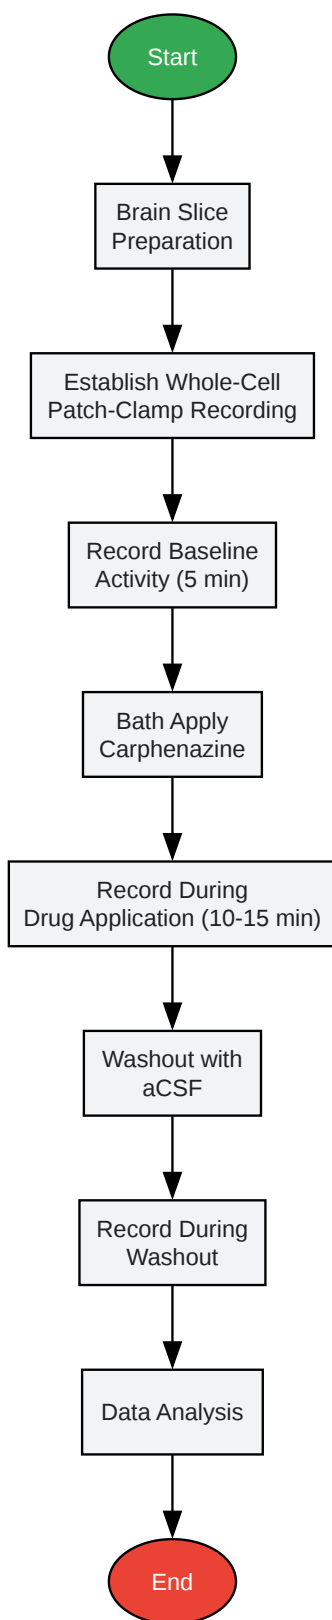 Start
Brain Slice
Preparation
Establish Whole-Cell
Patch-Clamp Recording
Record Baseline
Activity (5 min)
Bath Apply
Carphenazine
Record During
Drug Application (10-15 min)
Washout with
aCSF
Record During
Washout
Data Analysis
End